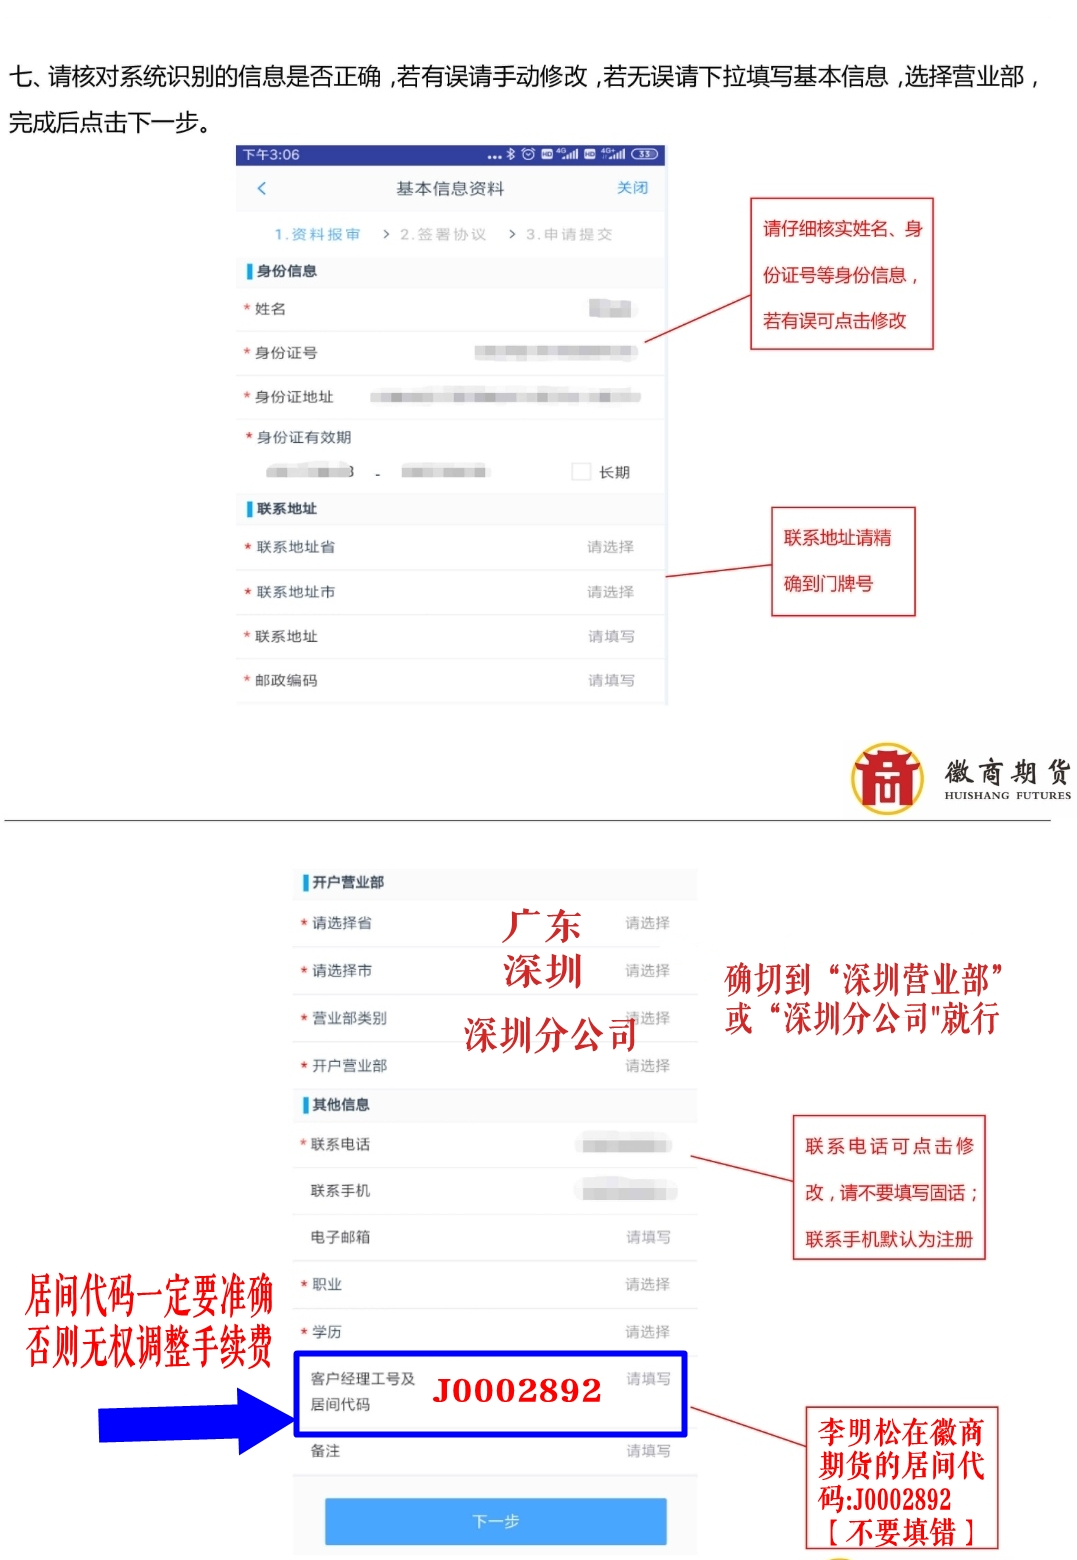 七、请核对系统识别的信息是否正确,若有误请手动修改,若无误请下拉填写基本信息,选择营业部,
完成后点击下一步。
下午3:06
... HD 4G HD 4G+ 33
基本信息资料 关闭
1.资料报审 > 2.签署协议 > 3.申请提交
身份信息
* 姓名
* 身份证号
* 身份证地址
* 身份证有效期
3 - 长期
请仔细核实姓名、身
份证号等身份信息,
若有误可点击修改
联系地址
* 联系地址省 请选择
* 联系地址市 请选择
* 联系地址 请填写
* 邮政编码 请填写
联系地址请精
确到门牌号
徽商期货
HUISHANG FUTURES
开户营业部
* 请选择省 广东 请选择
* 请选择市 深圳 请选择
* 营业部类别 深圳分公司 请选择
* 开户营业部 请选择
确切到“深圳营业部”
或“深圳分公司"就行
其他信息
* 联系电话
联系手机
电子邮箱 请填写
* 职业 请选择
* 学历 请选择
联系电话可点击修
改,请不要填写固话;
联系手机默认为注册
居间代码一定要准确
否则无权调整手续费
客户经理工号及
居间代码 J0002892 请填写
备注 请填写
下一步
李明松在徽商
期货的居间代
码:J0002892
【不要填错】